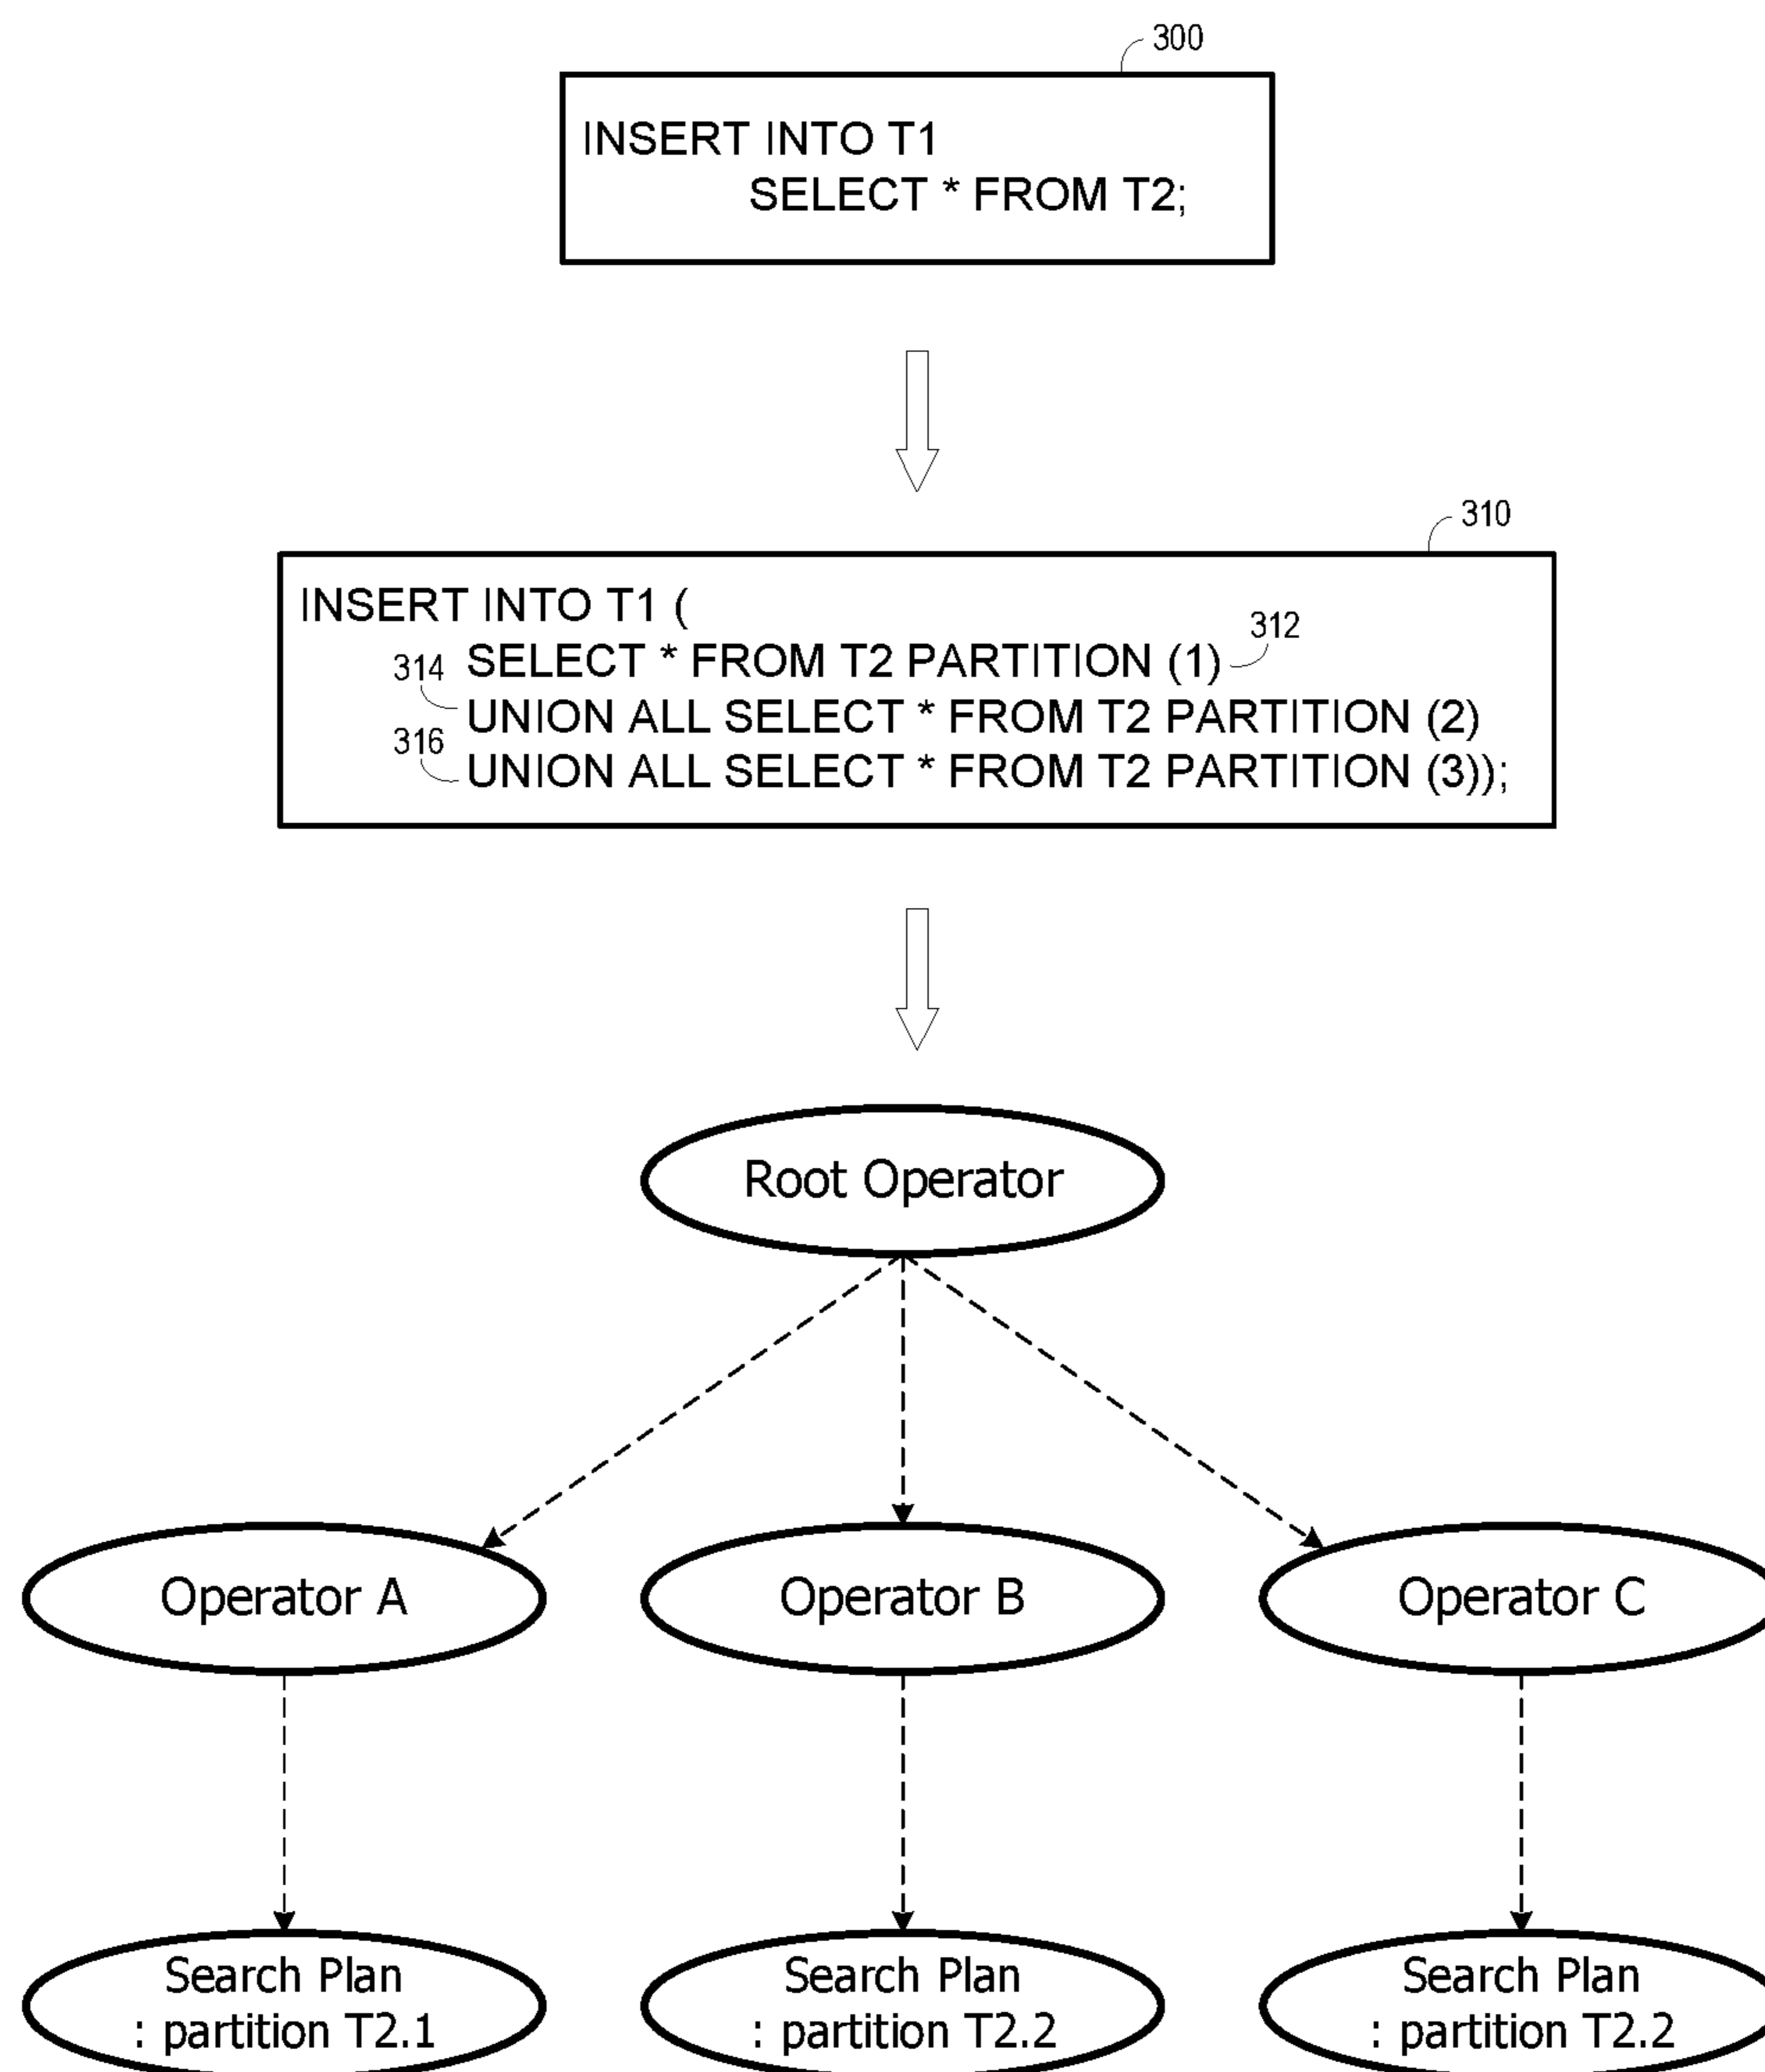 300
INSERT INTO T1
SELECT * FROM T2;
310
INSERT INTO T1 (
SELECT * FROM T2 PARTITION (1) 312
314 UNION ALL SELECT * FROM T2 PARTITION (2)
316 UNION ALL SELECT * FROM T2 PARTITION (3));
Root Operator
Operator A
Operator B
Operator C
Search Plan
: partition T2.1
Search Plan
: partition T2.2
Search Plan
: partition T2.2